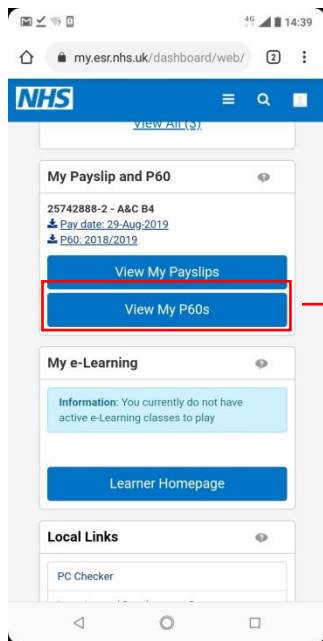 4G 14:39
my.esr.nhs.uk/dashboard/web/ 2
NHS
View All (3)
My Payslip and P60
25742888-2 - A&C B4
Pay date: 29-Aug-2019
P60: 2018/2019
View My Payslips
View My P60s
My e-Learning
Information: You currently do not have
active e-Learning classes to play
Learner Homepage
Local Links
PC Checker